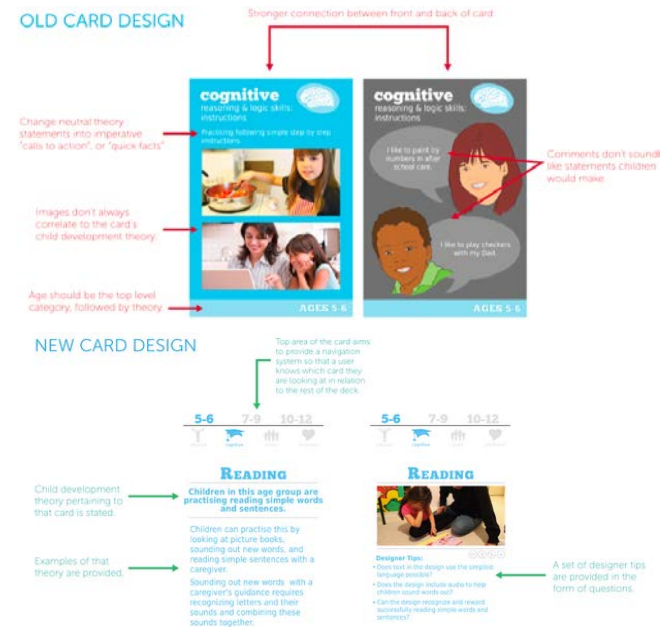 OLD CARD DESIGN
Stronger connection between front and back of card
cognitive
reasoning & logic skills:
instructions
Practising following simple step by step
instructions
AGES 5-6
cognitive
reasoning & logic skills:
instructions
I like to paint by
numbers in after
school care.
I like to play checkers
with my Dad.
AGES 5-6
Change neutral theory
statements into imperative
"calls to action", or "quick facts"
Images don't always
correlate to the card's
child development theory.
Age should be the top level
category, followed by theory.
Comments don't sound
like statements children
would make.
NEW CARD DESIGN
Top area of the card aims
to provide a navigation
system so that a user
knows which card they
are looking at in relation
to the rest of the deck.
5-6 7-9 10-12
cognitive
READING
Children in this age group are
practising reading simple words
and sentences.
Children can practise this by
looking at picture books,
sounding out new words, and
reading simple sentences with a
caregiver.
Sounding out new words with a
caregiver's guidance requires
recognizing letters and their
sounds and combining these
sounds together.
5-6 7-9 10-12
cognitive
READING
Designer Tips:
• Does text in the design use the simplest
language possible?
• Does the design include audio to help
children sound words out?
• Can the design recognize and reward
successfully reading simple words and
sentences?
Child development
theory pertaining to
that card is stated.
Examples of that
theory are provided.
A set of designer tips
are provided in the
form of questions.